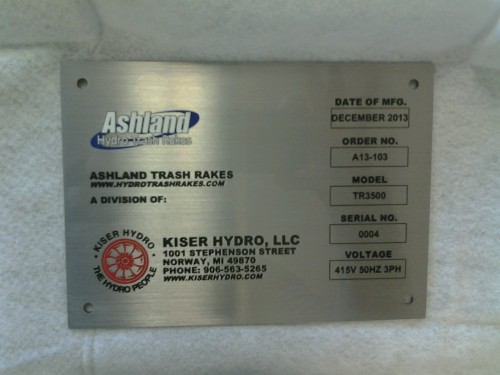 Ashland
Hydro Trash Rakes
ASHLAND TRASH RAKES
WWW.HYDROTRASHRAKES.COM
A DIVISION OF:
KISER HYDRO
THE HYDRO PEOPLE
KISER HYDRO, LLC
1001 STEPHENSON STREET
NORWAY, MI 49870
PHONE: 906-563-5265
WWW.KISERHYDRO.COM
DATE OF MFG.
DECEMBER 2013
ORDER NO.
A13-103
MODEL
TR3500
SERIAL NO.
0004
VOLTAGE
415V 50HZ 3PH